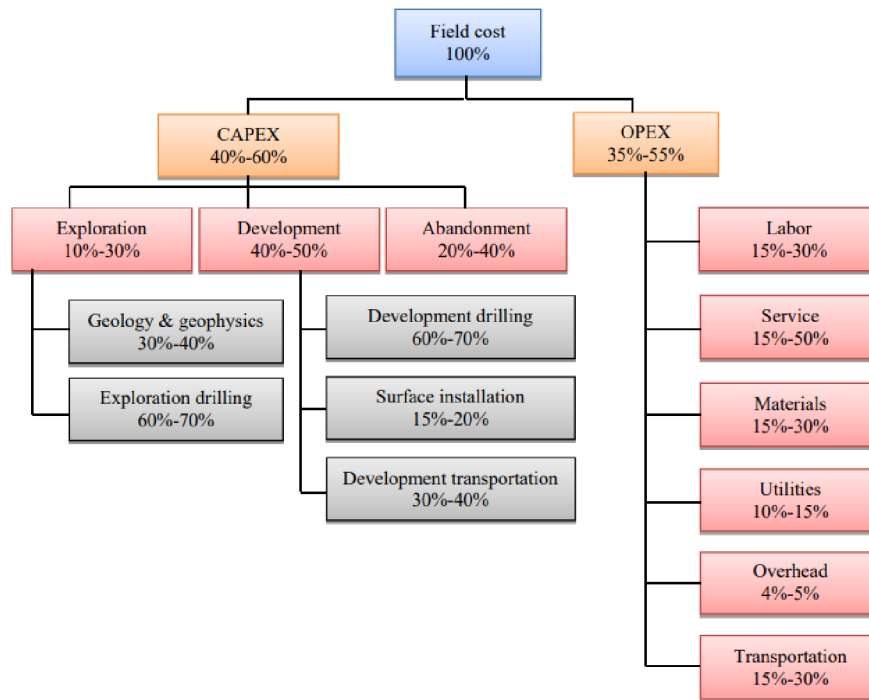 Field cost
100%
CAPEX
40%-60%
OPEX
35%-55%
Exploration
10%-30%
Development
40%-50%
Abandonment
20%-40%
Geology & geophysics
30%-40%
Exploration drilling
60%-70%
Development drilling
60%-70%
Surface installation
15%-20%
Development transportation
30%-40%
Labor
15%-30%
Service
15%-50%
Materials
15%-30%
Utilities
10%-15%
Overhead
4%-5%
Transportation
15%-30%